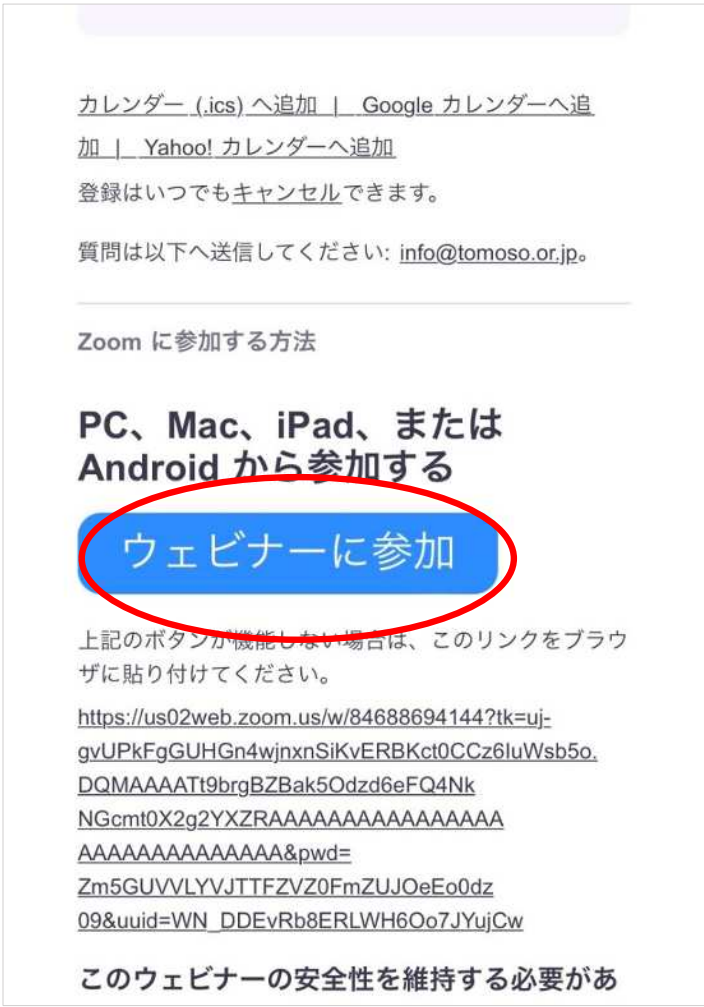 カレンダー (.ics) へ追加 | Google カレンダーへ追
加 | Yahoo! カレンダーへ追加
登録はいつでもキャンセルできます。
質問は以下へ送信してください: info@tomoso.or.jp。
Zoom に参加する方法
PC、Mac、iPad、または
Android から参加する
ウェビナーに参加
上記のボタンが機能しない場合は、このリンクをブラウ
ザに貼り付けてください。
https://us02web.zoom.us/w/84688694144?tk=uj-
gvUPkFgGUHGn4wjnxnSiKvERBKct0CCz6IuWsb5o.
DQMAAAATt9brgBZBak5Odzd6eFQ4Nk
NGcmt0X2g2YXZRAAAAAAAAAAAAAAAA
AAAAAAAAAAAAAA&pwd=
Zm5GUVVLYVJTTFZVZ0FmZUJOeEo0dz
09&uuid=WN_DDEvRb8ERLWH6Oo7JYujCw
このウェビナーの安全性を維持する必要があ